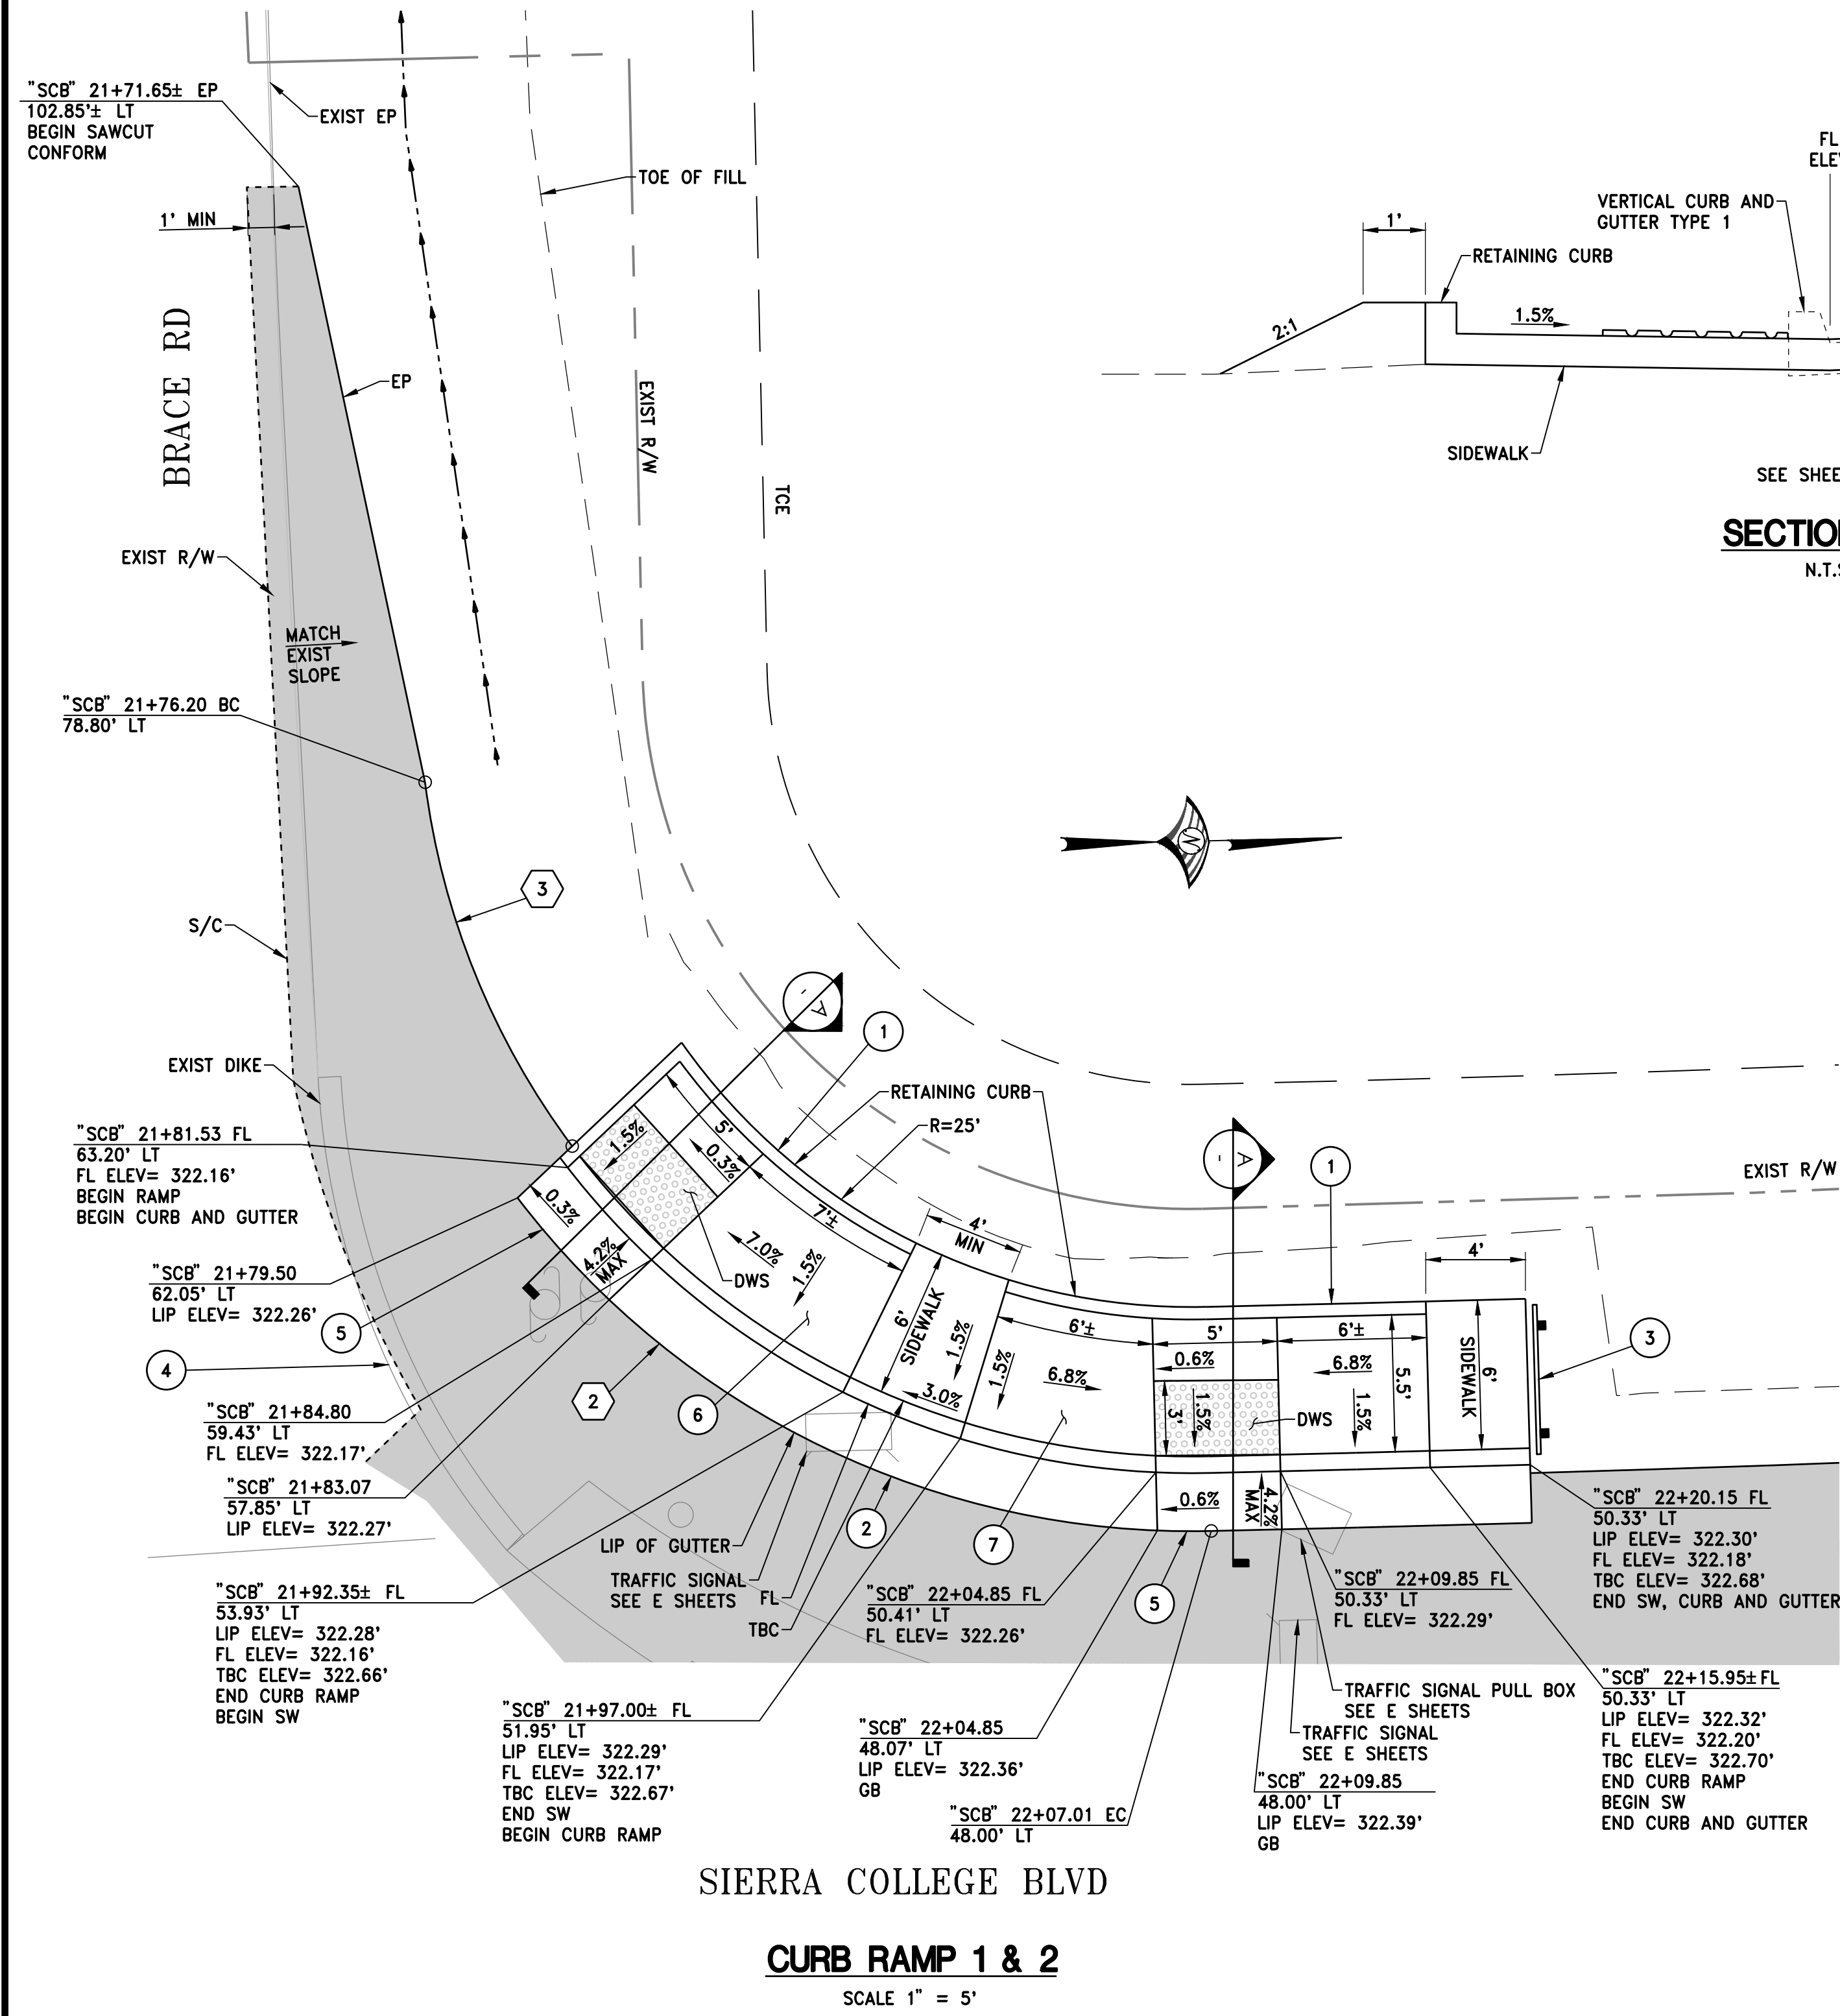 "SCB" 21+71.65± EP
102.85'± LT
BEGIN SAWCUT
CONFORM
EXIST EP
TOE OF FILL
1' MIN
BRACE RD
EP
EXIST R/W
TCE
EXIST R/W
MATCH
EXIST
SLOPE
"SCB" 21+76.20 BC
78.80' LT
3
S/C
EXIST DIKE
VERTICAL CURB AND
GUTTER TYPE 1
1'
RETAINING CURB
2:1
1.5%
SIDEWALK
FL
ELEV
SEE SHEE
SECTIO
N.T.S
N
A
-
1
RETAINING CURB
R=25'
A
-
1
EXIST R/W
"SCB" 21+81.53 FL
63.20' LT
FL ELEV= 322.16'
BEGIN RAMP
BEGIN CURB AND GUTTER
1.5%
5'
0.3%
0.3%
7'±
4.2%
MAX
7.0%
1.5%
DWS
4'
MIN
6'
SIDEWALK
1.5%
3.0%
1.5%
6'±
6.8%
5'
0.6%
3'
1.5%
DWS
6'±
6.8%
1.5%
5.5'
4'
SIDEWALK
6'
3
0.6%
4.2%
MAX
"SCB" 21+79.50
62.05' LT
LIP ELEV= 322.26'
5
4
2
6
"SCB" 21+84.80
59.43' LT
FL ELEV= 322.17'
"SCB" 21+83.07
57.85' LT
LIP ELEV= 322.27'
LIP OF GUTTER
TRAFFIC SIGNAL
SEE E SHEETS
FL
TBC
2
7
5
"SCB" 21+92.35± FL
53.93' LT
LIP ELEV= 322.28'
FL ELEV= 322.16'
TBC ELEV= 322.66'
END CURB RAMP
BEGIN SW
"SCB" 22+04.85 FL
50.41' LT
FL ELEV= 322.26'
"SCB" 22+09.85 FL
50.33' LT
FL ELEV= 322.29'
"SCB" 22+20.15 FL
50.33' LT
LIP ELEV= 322.30'
FL ELEV= 322.18'
TBC ELEV= 322.68'
END SW, CURB AND GUTTER
"SCB" 21+97.00± FL
51.95' LT
LIP ELEV= 322.29'
FL ELEV= 322.17'
TBC ELEV= 322.67'
END SW
BEGIN CURB RAMP
"SCB" 22+04.85
48.07' LT
LIP ELEV= 322.36'
GB
"SCB" 22+07.01 EC
48.00' LT
TRAFFIC SIGNAL PULL BOX
SEE E SHEETS
TRAFFIC SIGNAL
SEE E SHEETS
"SCB" 22+09.85
48.00' LT
LIP ELEV= 322.39'
GB
"SCB" 22+15.95± FL
50.33' LT
LIP ELEV= 322.32'
FL ELEV= 322.20'
TBC ELEV= 322.70'
END CURB RAMP
BEGIN SW
END CURB AND GUTTER
SIERRA COLLEGE BLVD
CURB RAMP 1 & 2
SCALE 1" = 5'